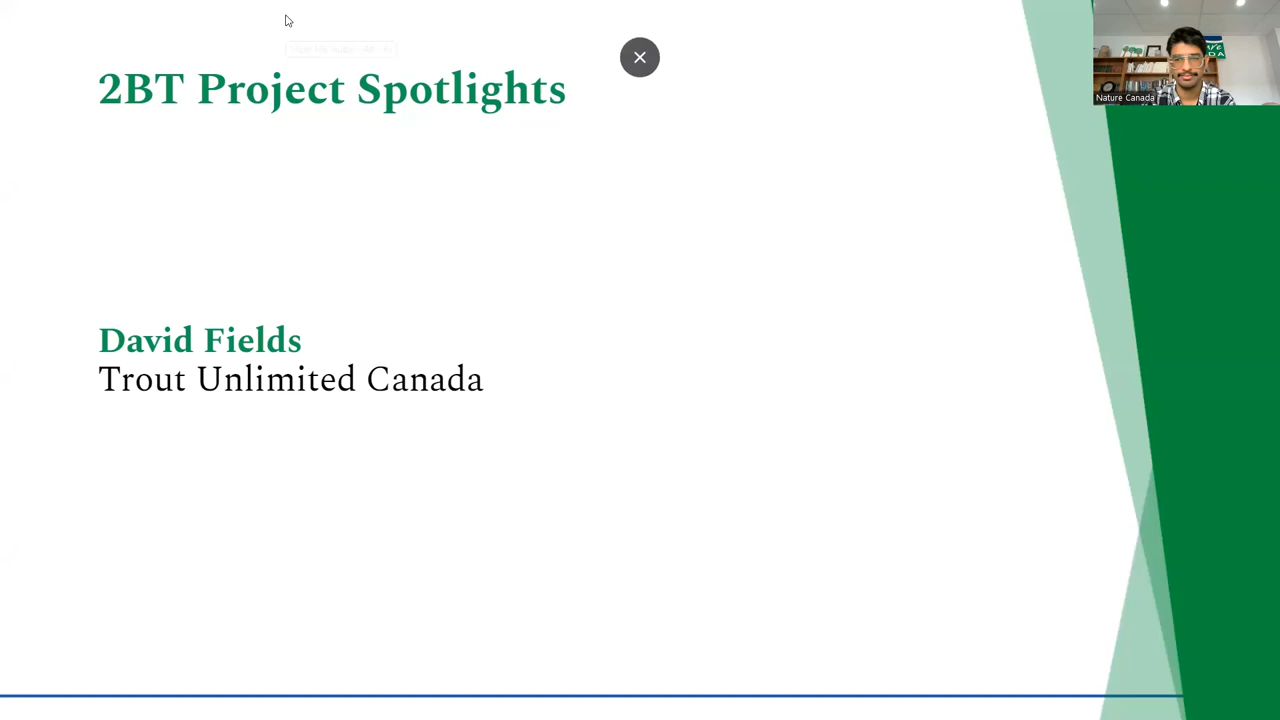 2BT Project Spotlights
Nature Canada
David Fields
Trout Unlimited Canada